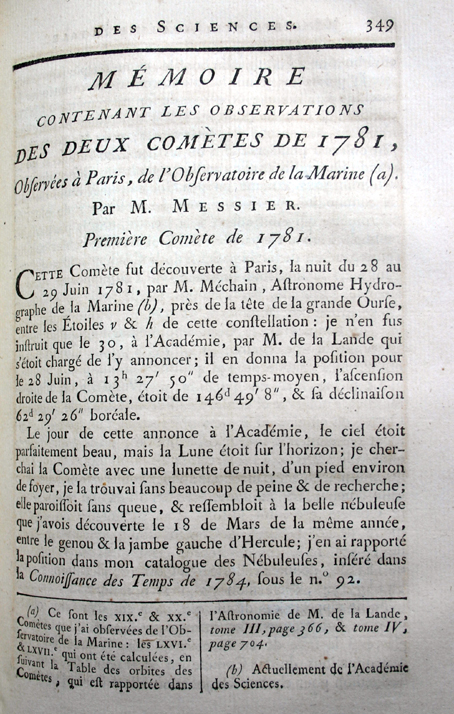 DES SCIENCES. 349
MÉMOIRE
CONTENANT LES OBSERVATIONS
DES DEUX COMÈTES DE 1781,
Obſervées à Paris, de l'Obſervatoire de la Marine (a).
Par M. MESSIER.
Première Comète de 1781.
CETTE Comète fut découverte à Paris, la nuit du 28 au
29 Juin 1781, par M. Méchain, Aſtronome Hydro-
graphe de la Marine (b), près de la tête de la grande Ourſe,
entre les Étoiles ν & h de cette conſtellation : je n'en fus
inſtruit que le 30, à l'Académie, par M. de la Lande qui
s'étoit chargé de l'y annoncer; il en donna la poſition pour
le 28 Juin, à 13h 27′ 50″ de temps-moyen, l'aſcenſion
droite de la Comète, étoit de 146d 49′ 8″, & ſa déclinaiſon
62d 29′ 26″ boréale.
Le jour de cette annonce à l'Académie, le ciel étoit
parfaitement beau, mais la Lune étoit ſur l'horizon; je cher-
chai la Comète avec une lunette de nuit, d'un pied environ
de foyer, je la trouvai ſans beaucoup de peine & de recherche;
elle paroiſſoit ſans queue, & reſſembloit à la belle nébuleuſe
que j'avois découverte le 18 de Mars de la même année,
entre le genou & la jambe gauche d'Hercule; j'en ai rapporté
la poſition dans mon catalogue des Nébuleuſes, inſéré dans
la Connoiſſance des Temps de 1784, ſous le n.° 92.
(a) Ce ſont les XIX.e & XX.e
Comètes que j'ai obſervées de l'Ob-
ſervatoire de la Marine: les LXVI.e
& LXVII.e qui ont été calculées, en
ſuivant la Table des orbites des
Comètes, qui eſt rapportée dans
l'Aſtronomie de M. de la Lande,
tome III, page 366, & tome IV,
page 704.
(b) Actuellement de l'Académie
des Sciences.